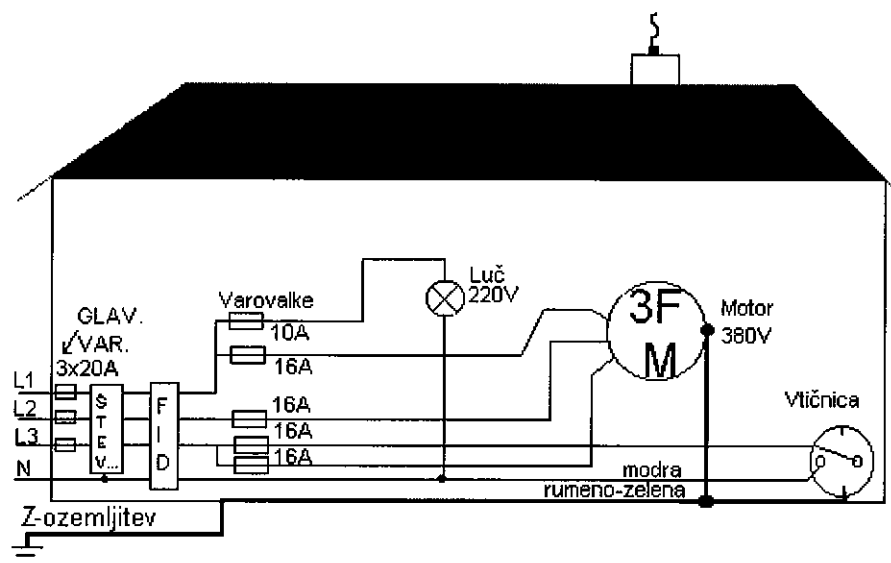 Luč
220V
3F
M
Motor
380V
GLAV.
VAR.
3x20A
Varovalke
10A
16A
16A
16A
16A
L1
L2
L3
N
Š
T
E
V...
F
I
D
Vtičnica
modra
rumeno-zelena
Z-ozemljitev